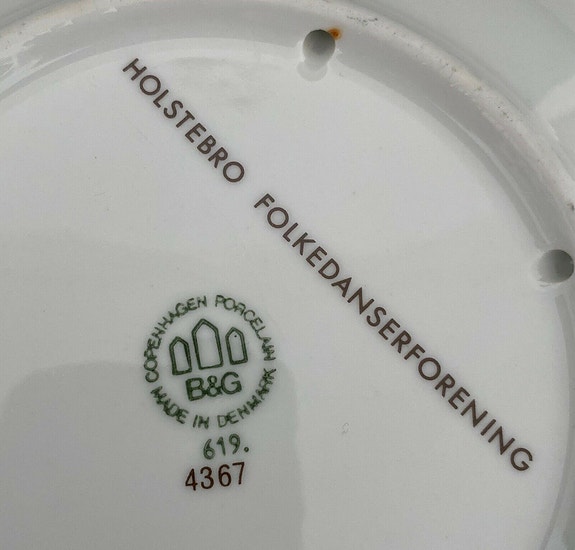 HOLSTEBRO FOLKEDANSERFORENING
COPENHAGEN PORCELAIN
B&G
MADE IN DENMARK
619.
4367